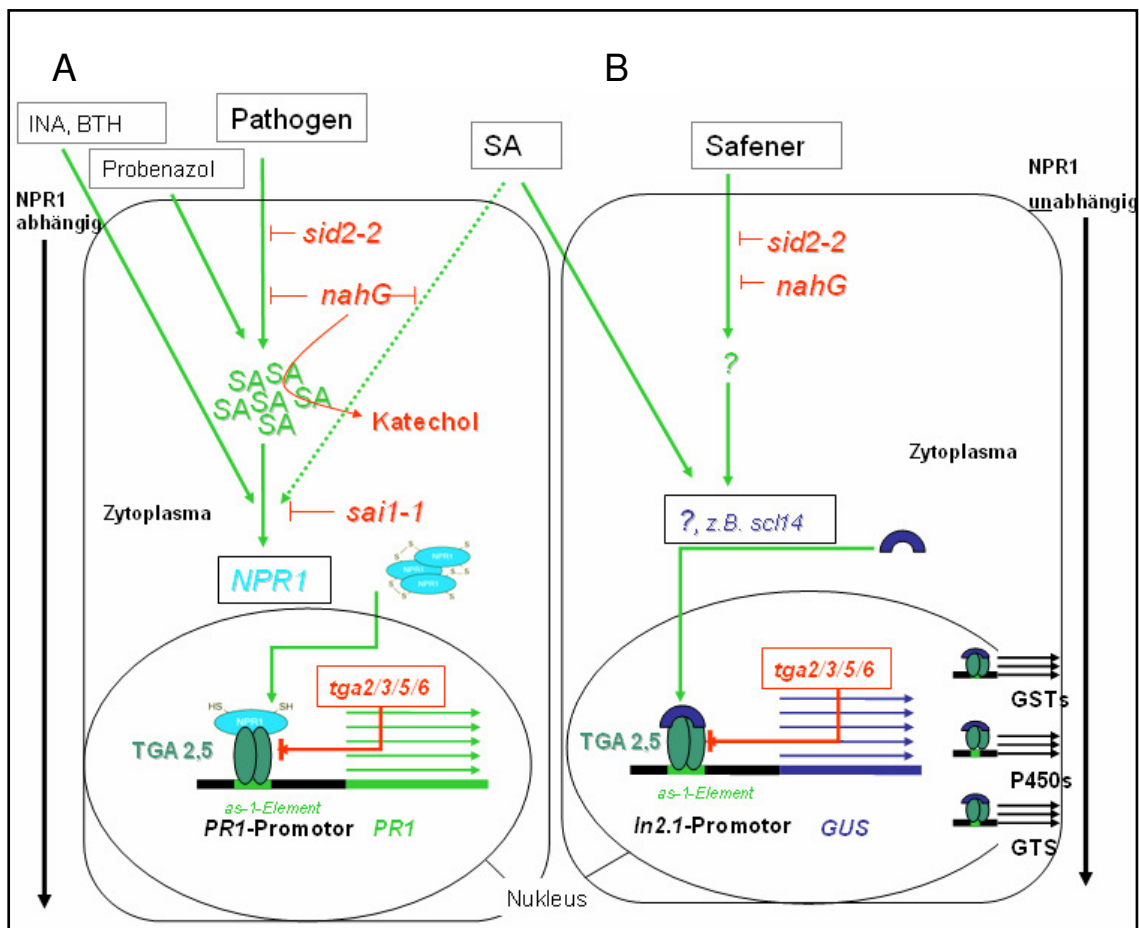 A
B
INA, BTH
Pathogen
SA
Safener
Probenazol
NPR1
abhängig
NPR1
unabhängig
sid2-2
nahG
sid2-2
nahG
?
SA
SA
SA
SA
SA
SA
SA
Katechol
Zytoplasma
sai1-1
Zytoplasma
?, z.B. scl14
NPR1
S
S
S
S
S
S
S
S
NPR1
NPR1
NPR1
tga2/3/5/6
HS
SH
NPR1
TGA 2,5
as-1-Element
PR1-Promotor
PR1
tga2/3/5/6
TGA 2,5
as-1-Element
In2.1-Promotor
GUS
GSTs
P450s
GTS
Nukleus